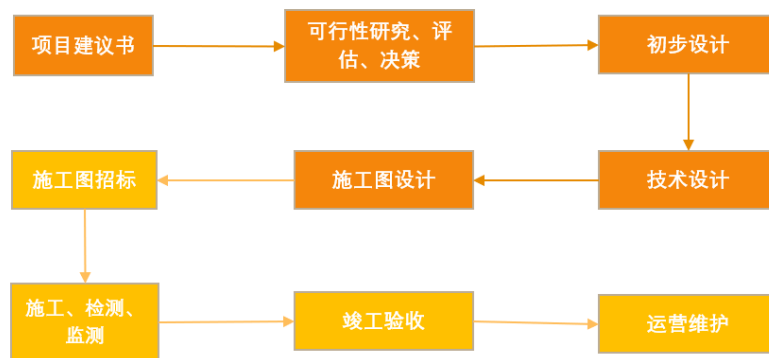 项目建议书
可行性研究、评
估、决策
初步设计
技术设计
施工图设计
施工图招标
施工、检测、
监测
竣工验收
运营维护